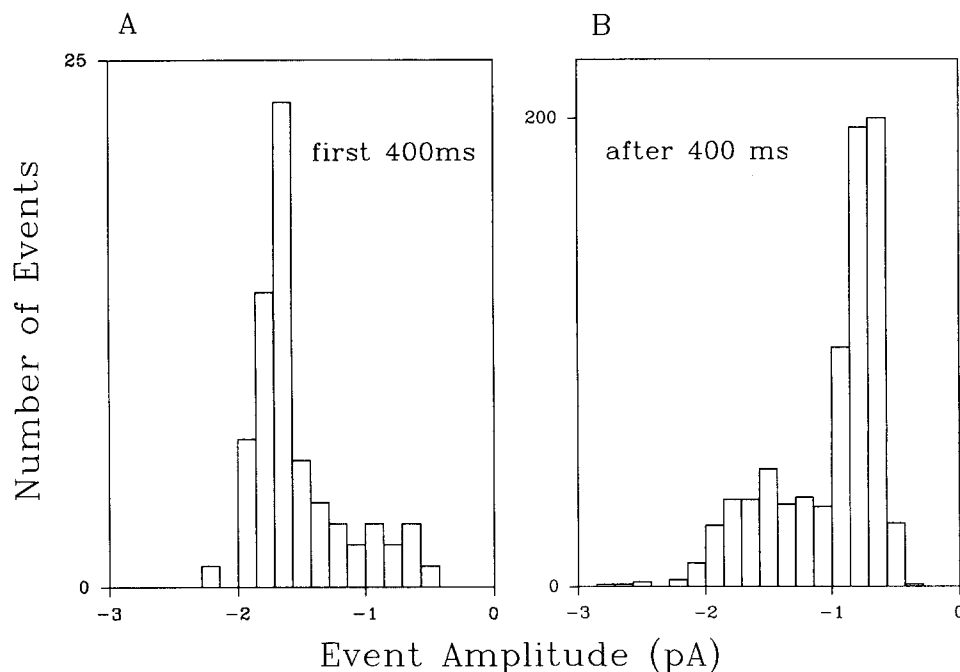 A
B
25
200
first 400ms
after 400 ms
Number of Events
0
0
−3
−2
−1
0
−3
−2
−1
0
Event Amplitude (pA)